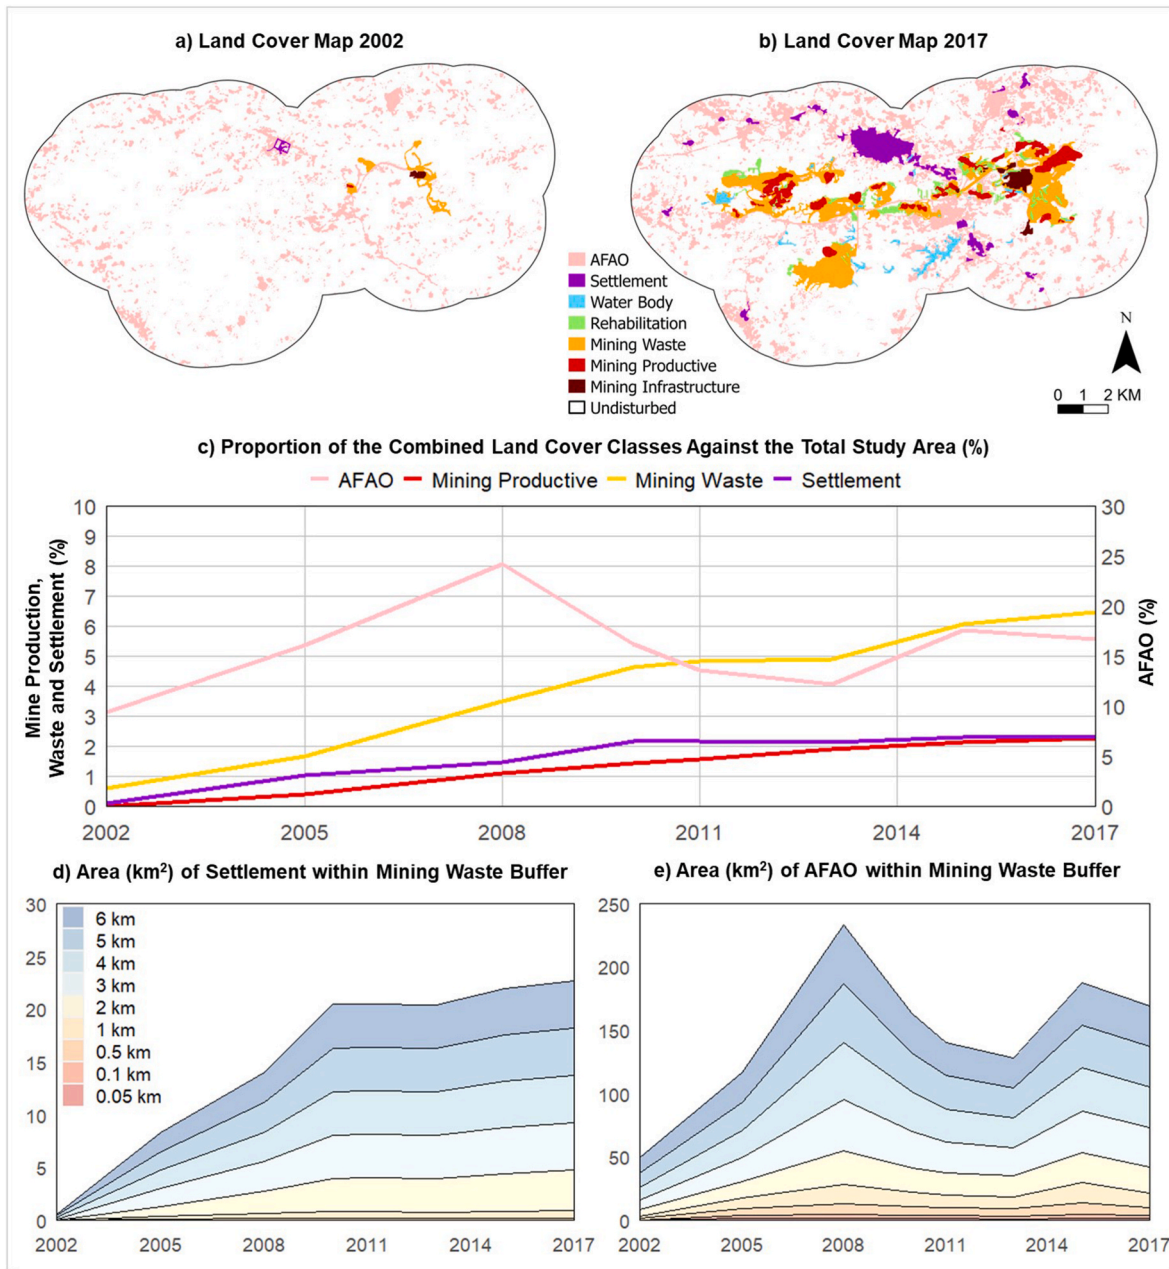 a) Land Cover Map 2002
b) Land Cover Map 2017
AFAO
Settlement
Water Body
Rehabilitation
Mining Waste
Mining Productive
Mining Infrastructure
Undisturbed
N
0 1 2 KM
c) Proportion of the Combined Land Cover Classes Against the Total Study Area (%)
AFAO Mining Productive Mining Waste Settlement
Mine Production,
Waste and Settlement (%)
10
9
8
7
6
5
4
3
2
1
0
30
25
20
15
10
5
0
AFAO (%)
2002 2005 2008 2011 2014 2017
d) Area (km²) of Settlement within Mining Waste Buffer
30
25
20
15
10
5
0
6 km
5 km
4 km
3 km
2 km
1 km
0.5 km
0.1 km
0.05 km
2002 2005 2008 2011 2014 2017
e) Area (km²) of AFAO within Mining Waste Buffer
250
200
150
100
50
0
2002 2005 2008 2011 2014 2017